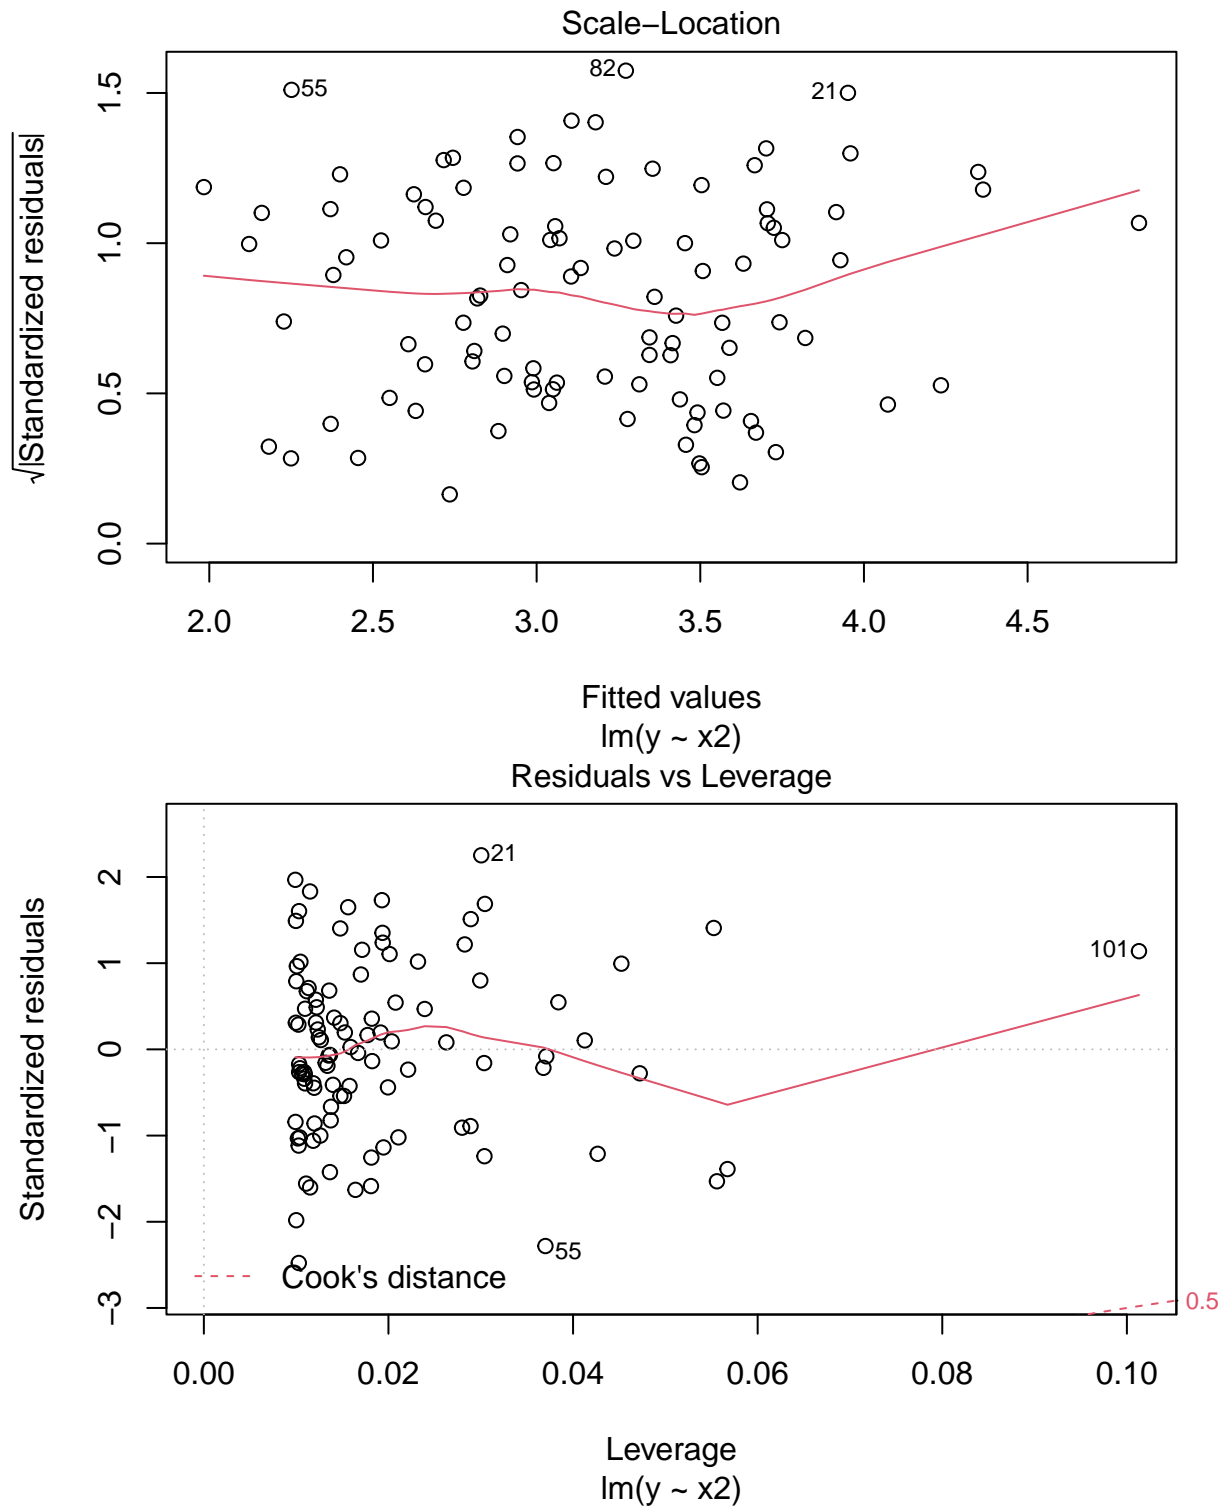 Scale−Location
55
82
21
1.5
1.0
0.5
0.0
√|Standardized residuals|
2.0 2.5 3.0 3.5 4.0 4.5
Fitted values
lm(y ~ x2)
Residuals vs Leverage
21
101
55
2
1
0
−1
−2
−3
Standardized residuals
Cook's distance
0.5
0.00 0.02 0.04 0.06 0.08 0.10
Leverage
lm(y ~ x2)